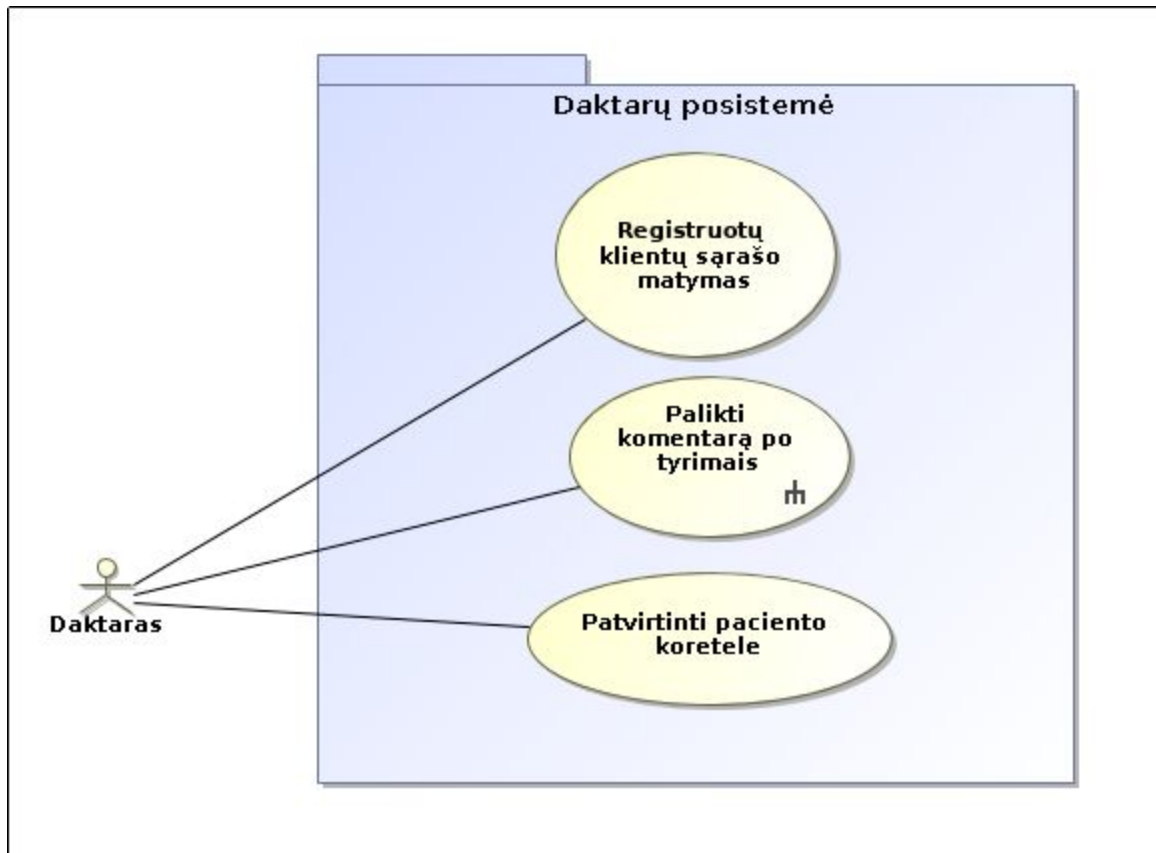 Daktarų posistemė
Registruotų
klientų sąrašo
matymas
Palikti
komentarą po
tyrimais
Daktaras
Patvirtinti paciento
koretele